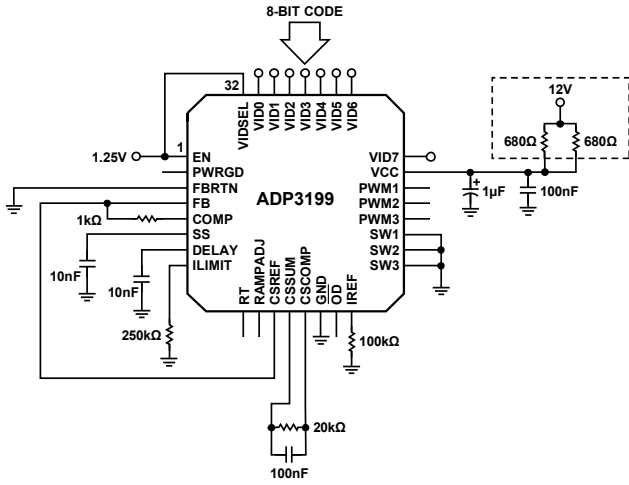 8-BIT CODE
32
VIDSEL
VID0
VID1
VID2
VID3
VID4
VID5
VID6
12V
680Ω
680Ω
1.25V
1
EN
PWRGD
FBRTN
FB
COMP
SS
DELAY
ILIMIT
ADP3199
VID7
VCC
PWM1
PWM2
PWM3
SW1
SW2
SW3
+
1µF
100nF
1kΩ
10nF
10nF
250kΩ
RT
RAMPADJ
CSREF
CSSUM
CSCOMP
GND
OD
IREF
100kΩ
20kΩ
100nF